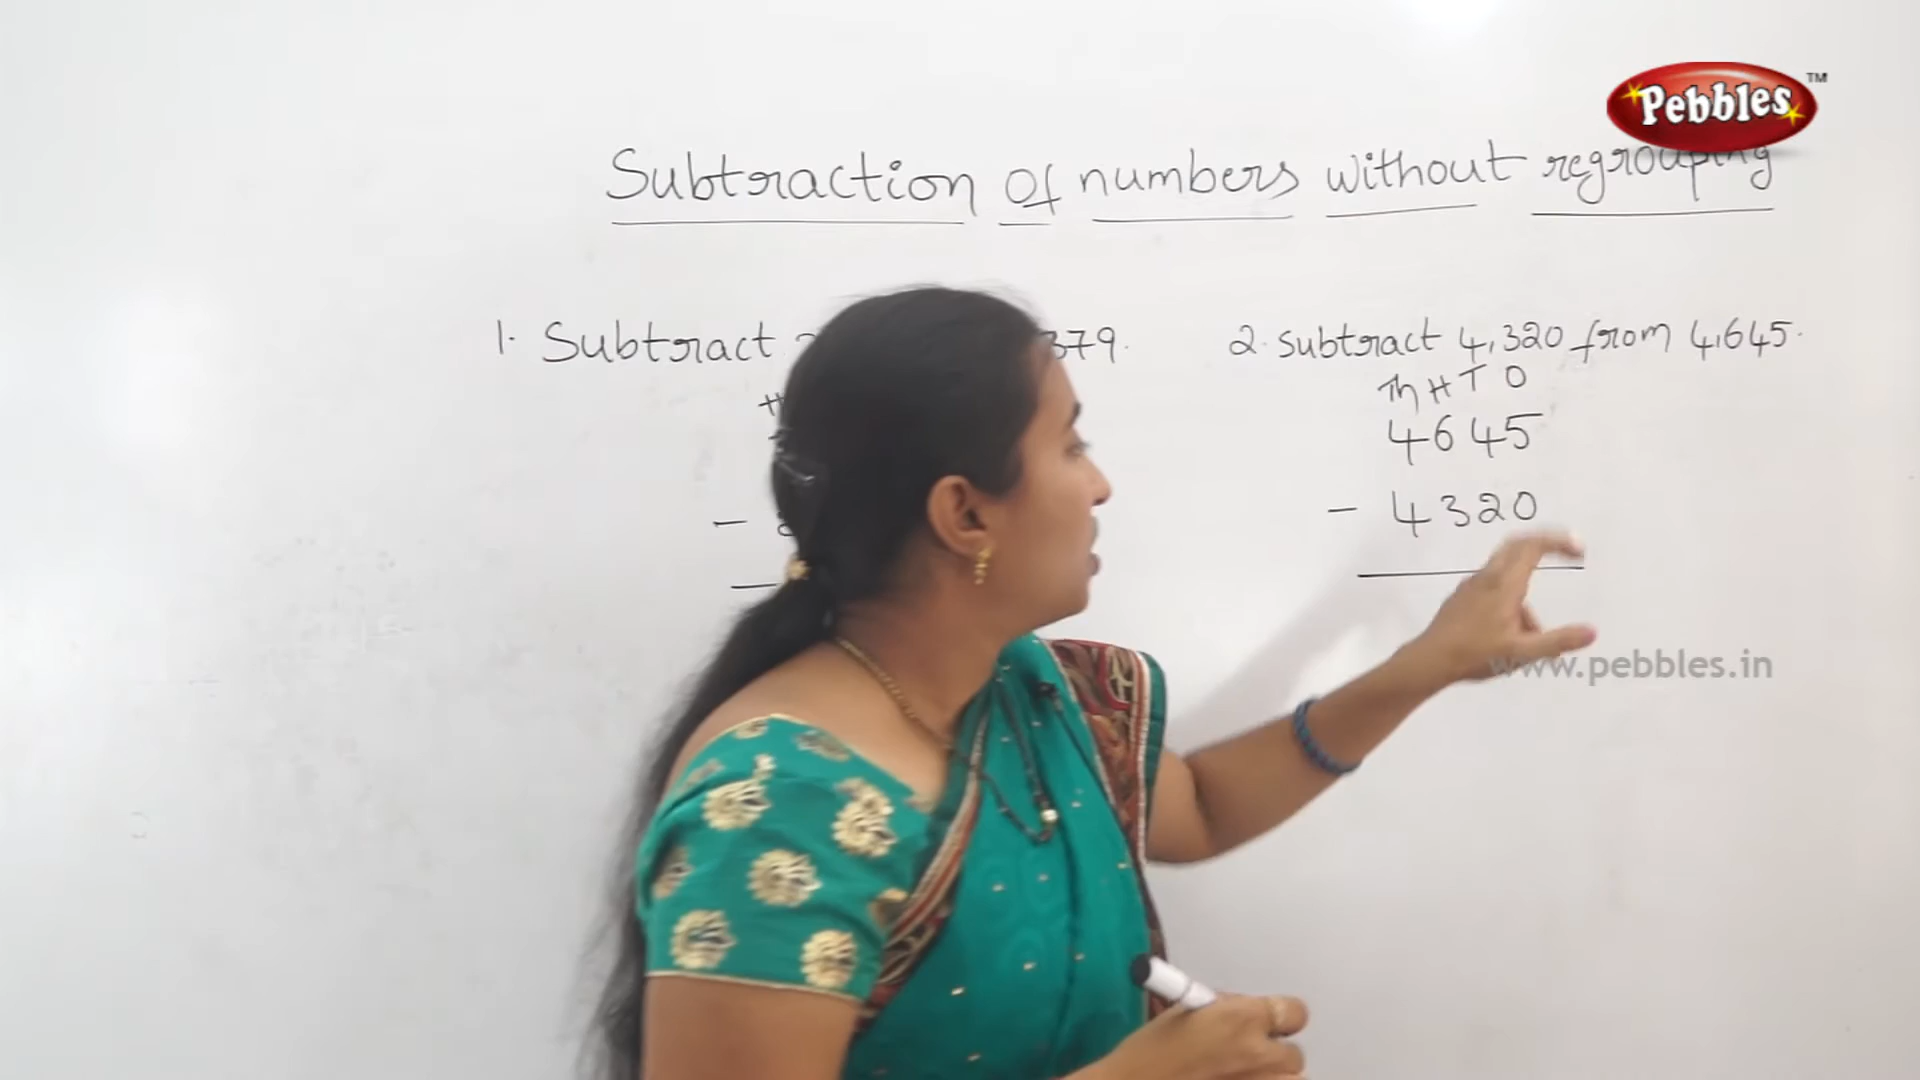 Pebbles TM
Subtraction of numbers without regrouping
1. Subtract 379.
H
-
2. Subtract 4,320 from 4,645.
Th H T O
4645
- 4320
www.pebbles.in